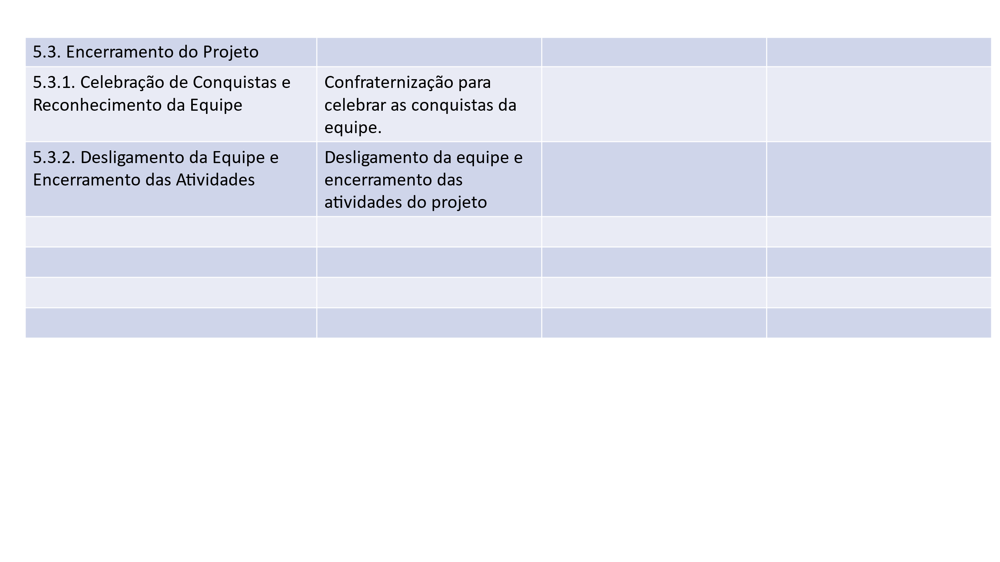 5.3. Encerramento do Projeto
5.3.1. Celebração de Conquistas e
Reconhecimento da Equipe
Confraternização para
celebrar as conquistas da
equipe.
5.3.2. Desligamento da Equipe e
Encerramento das Atividades
Desligamento da equipe e
encerramento das
atividades do projeto